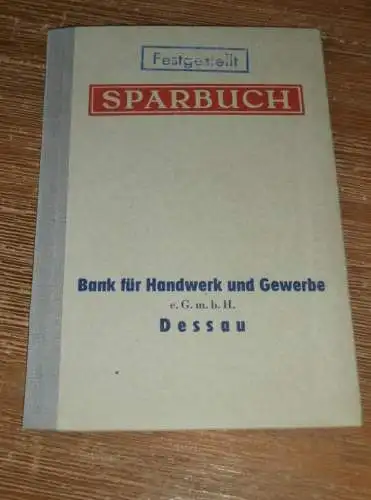 Festgestellt
SPARBUCH
Bank für Handwerk und Gewerbe
e. G. m. b. H.
Dessau